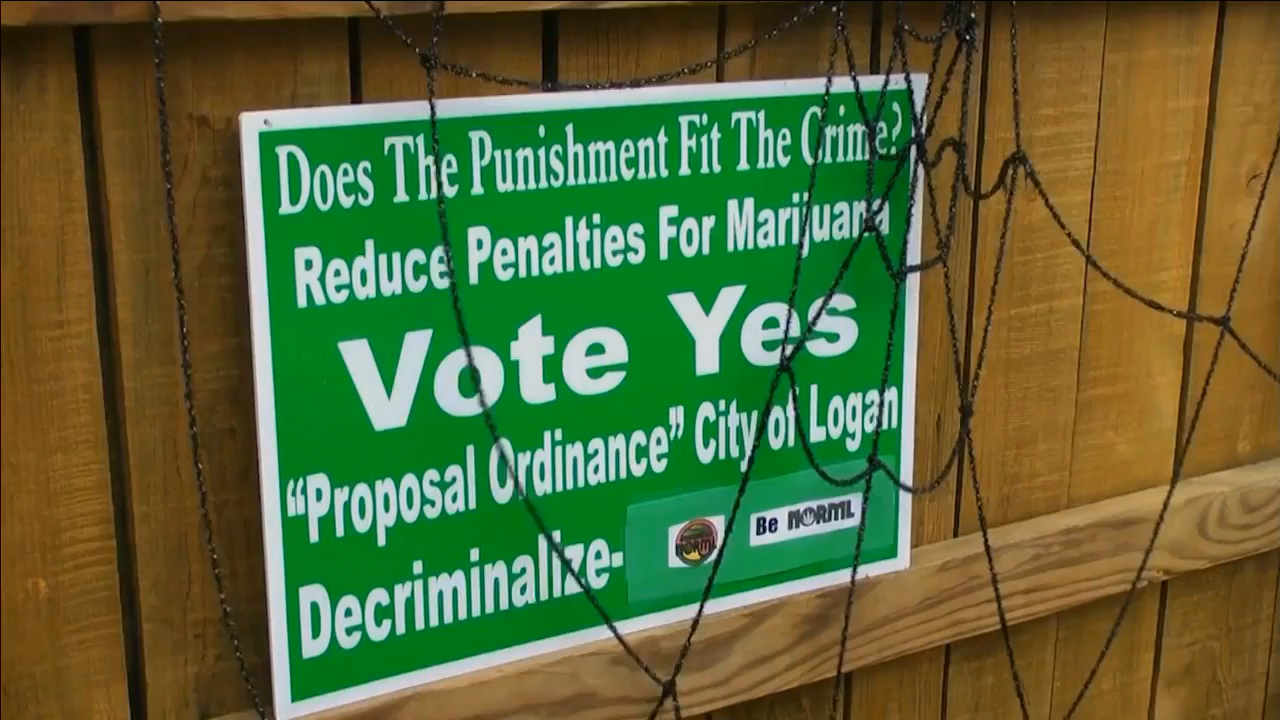 Does The Punishment Fit The Crime?
Reduce Penalties For Marijuana
Vote Yes
“Proposal Ordinance” City of Logan
Decriminalize-
NORML
Be NORML